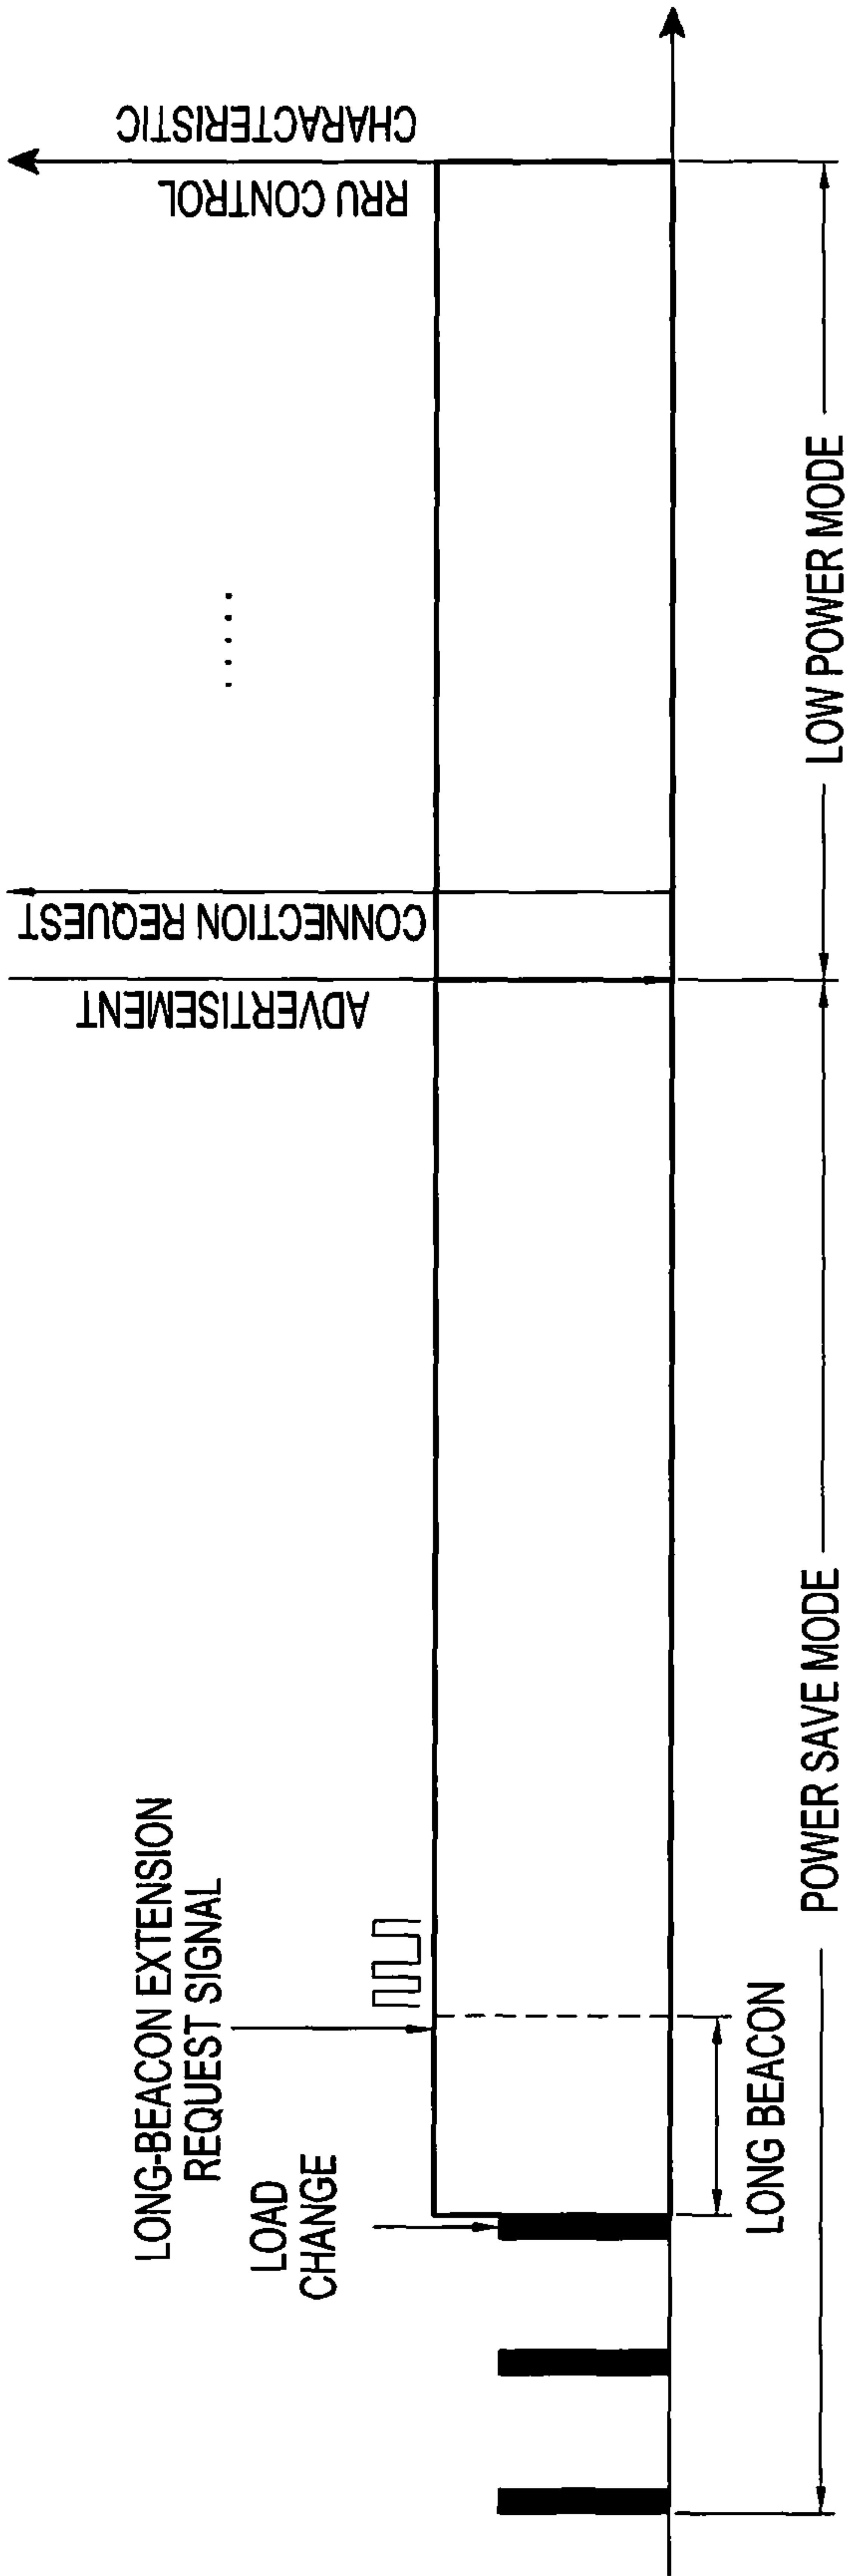 LONG-BEACON EXTENSION
REQUEST SIGNAL
LOAD
CHANGE
ADVERTISEMENT
CONNECTION REQUEST
.....
RRU CONTROL
CHARACTERISTIC
LONG BEACON
POWER SAVE MODE
LOW POWER MODE